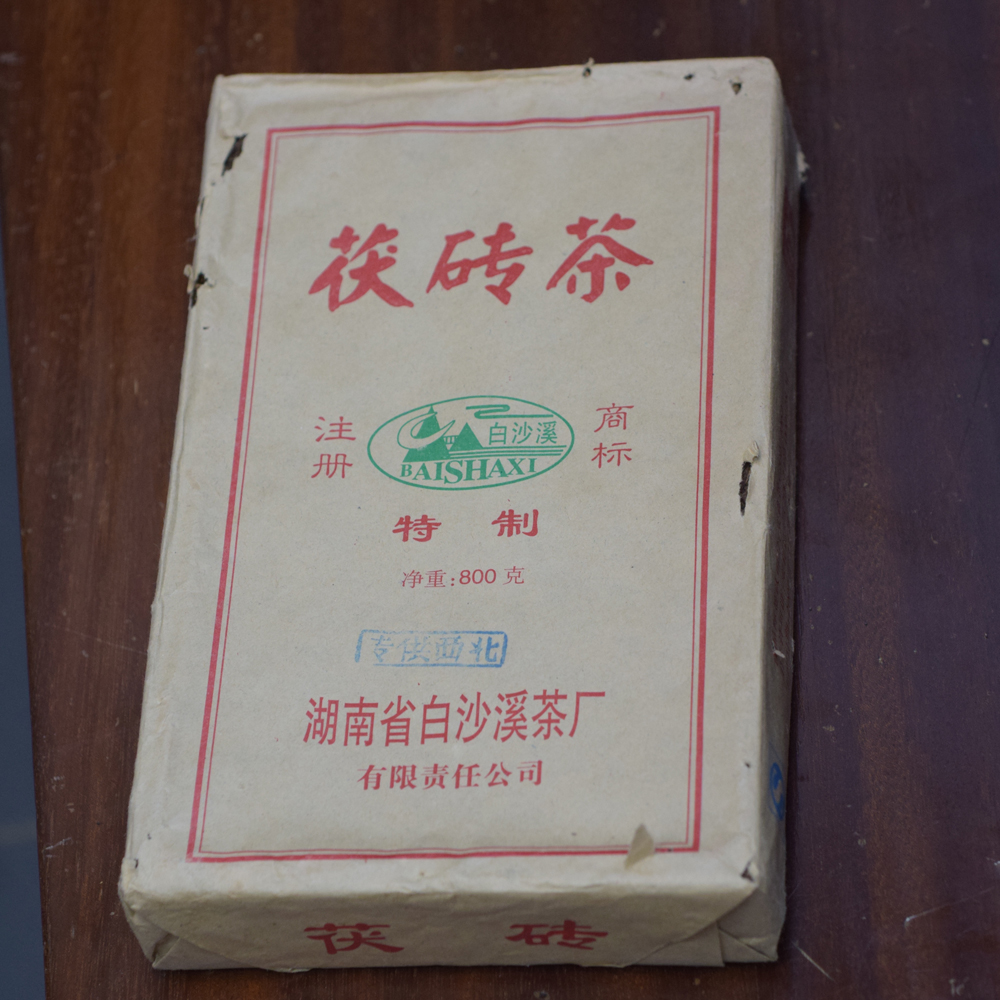 茯砖茶
注册
商标
白沙溪
BAISHAXI
特制
净重:800克
专供西北
湖南省白沙溪茶厂
有限责任公司
茯砖